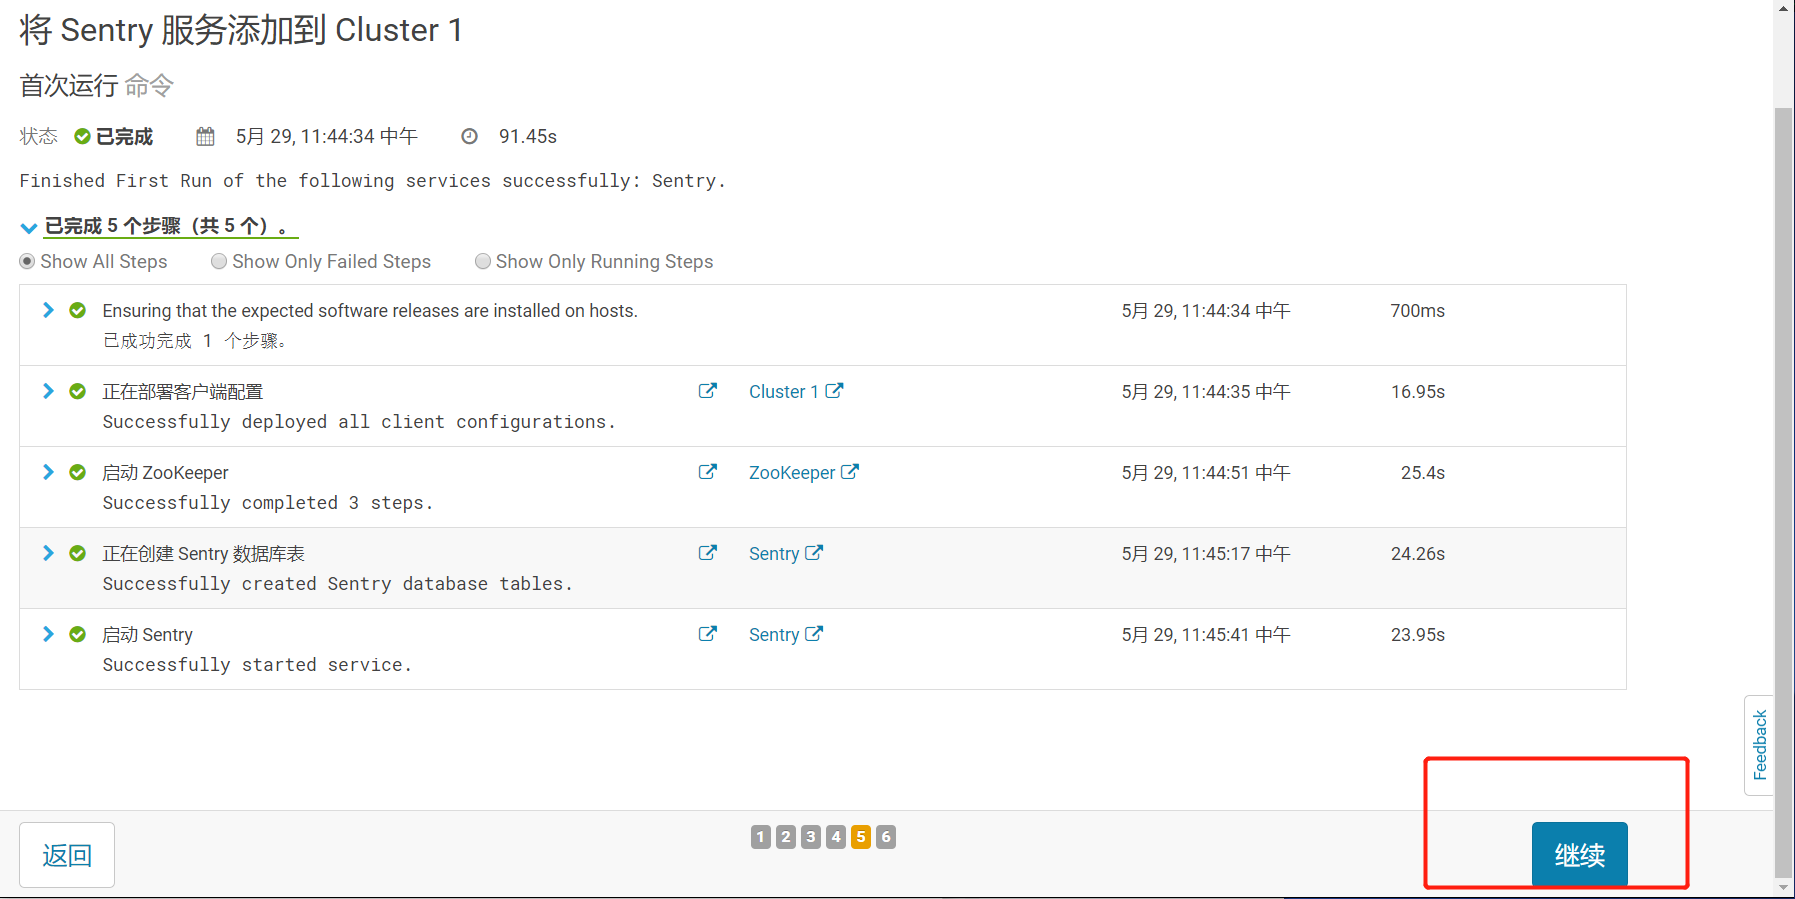 将 Sentry 服务添加到 Cluster 1
首次运行 命令
状态 已完成 5月 29, 11:44:34 中午 91.45s
Finished First Run of the following services successfully: Sentry.
已完成 5 个步骤（共 5 个）。
Show All Steps Show Only Failed Steps Show Only Running Steps
Ensuring that the expected software releases are installed on hosts. 5月 29, 11:44:34 中午 700ms
已成功完成 1 个步骤。
正在部署客户端配置 Cluster 1 5月 29, 11:44:35 中午 16.95s
Successfully deployed all client configurations.
启动 ZooKeeper ZooKeeper 5月 29, 11:44:51 中午 25.4s
Successfully completed 3 steps.
正在创建 Sentry 数据库表 Sentry 5月 29, 11:45:17 中午 24.26s
Successfully created Sentry database tables.
启动 Sentry Sentry 5月 29, 11:45:41 中午 23.95s
Successfully started service.
Feedback
返回 1 2 3 4 5 6 继续